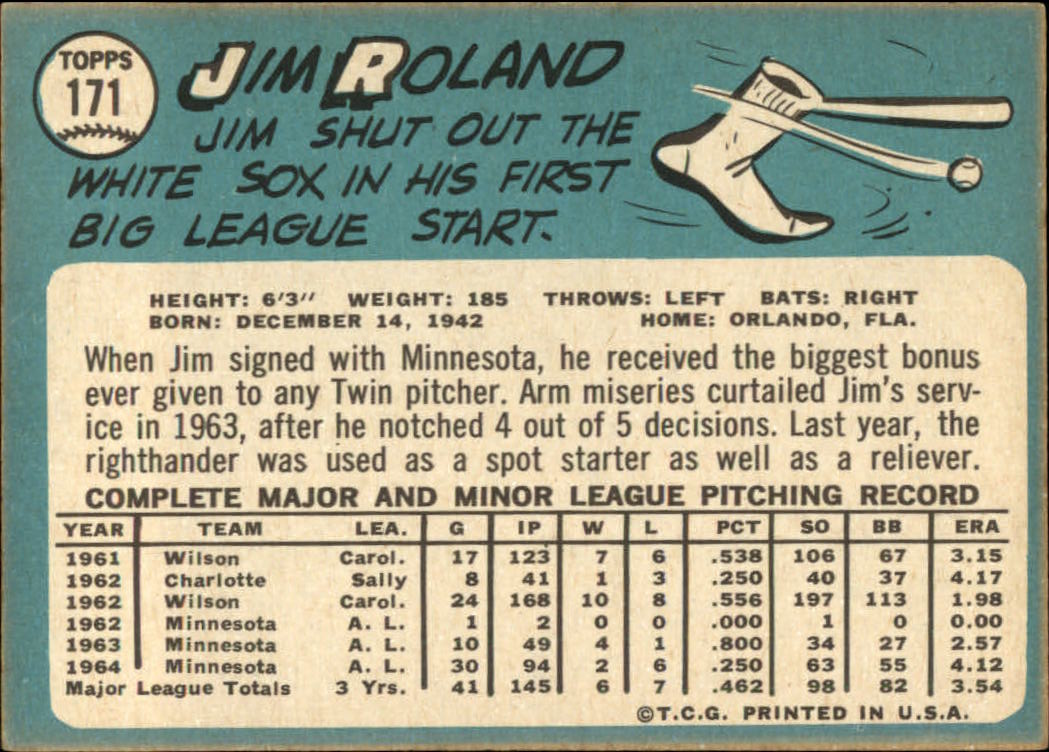 TOPPS
171
JIM ROLAND
JIM SHUT OUT THE
WHITE SOX IN HIS FIRST
BIG LEAGUE START.
HEIGHT: 6'3" WEIGHT: 185 THROWS: LEFT BATS: RIGHT
BORN: DECEMBER 14, 1942 HOME: ORLANDO, FLA.
When Jim signed with Minnesota, he received the biggest bonus
ever given to any Twin pitcher. Arm miseries curtailed Jim's serv-
ice in 1963, after he notched 4 out of 5 decisions. Last year, the
righthander was used as a spot starter as well as a reliever.
COMPLETE MAJOR AND MINOR LEAGUE PITCHING RECORD
YEAR TEAM LEA. G IP W L PCT SO BB ERA
1961 Wilson Carol. 17 123 7 6 .538 106 67 3.15
1962 Charlotte Sally 8 41 1 3 .250 40 37 4.17
1962 Wilson Carol. 24 168 10 8 .556 197 113 1.98
1962 Minnesota A. L. 1 2 0 0 .000 1 0 0.00
1963 Minnesota A. L. 10 49 4 1 .800 34 27 2.57
1964 Minnesota A. L. 30 94 2 6 .250 63 55 4.12
Major League Totals 3 Yrs. 41 145 6 7 .462 98 82 3.54
©T.C.G. PRINTED IN U.S.A.